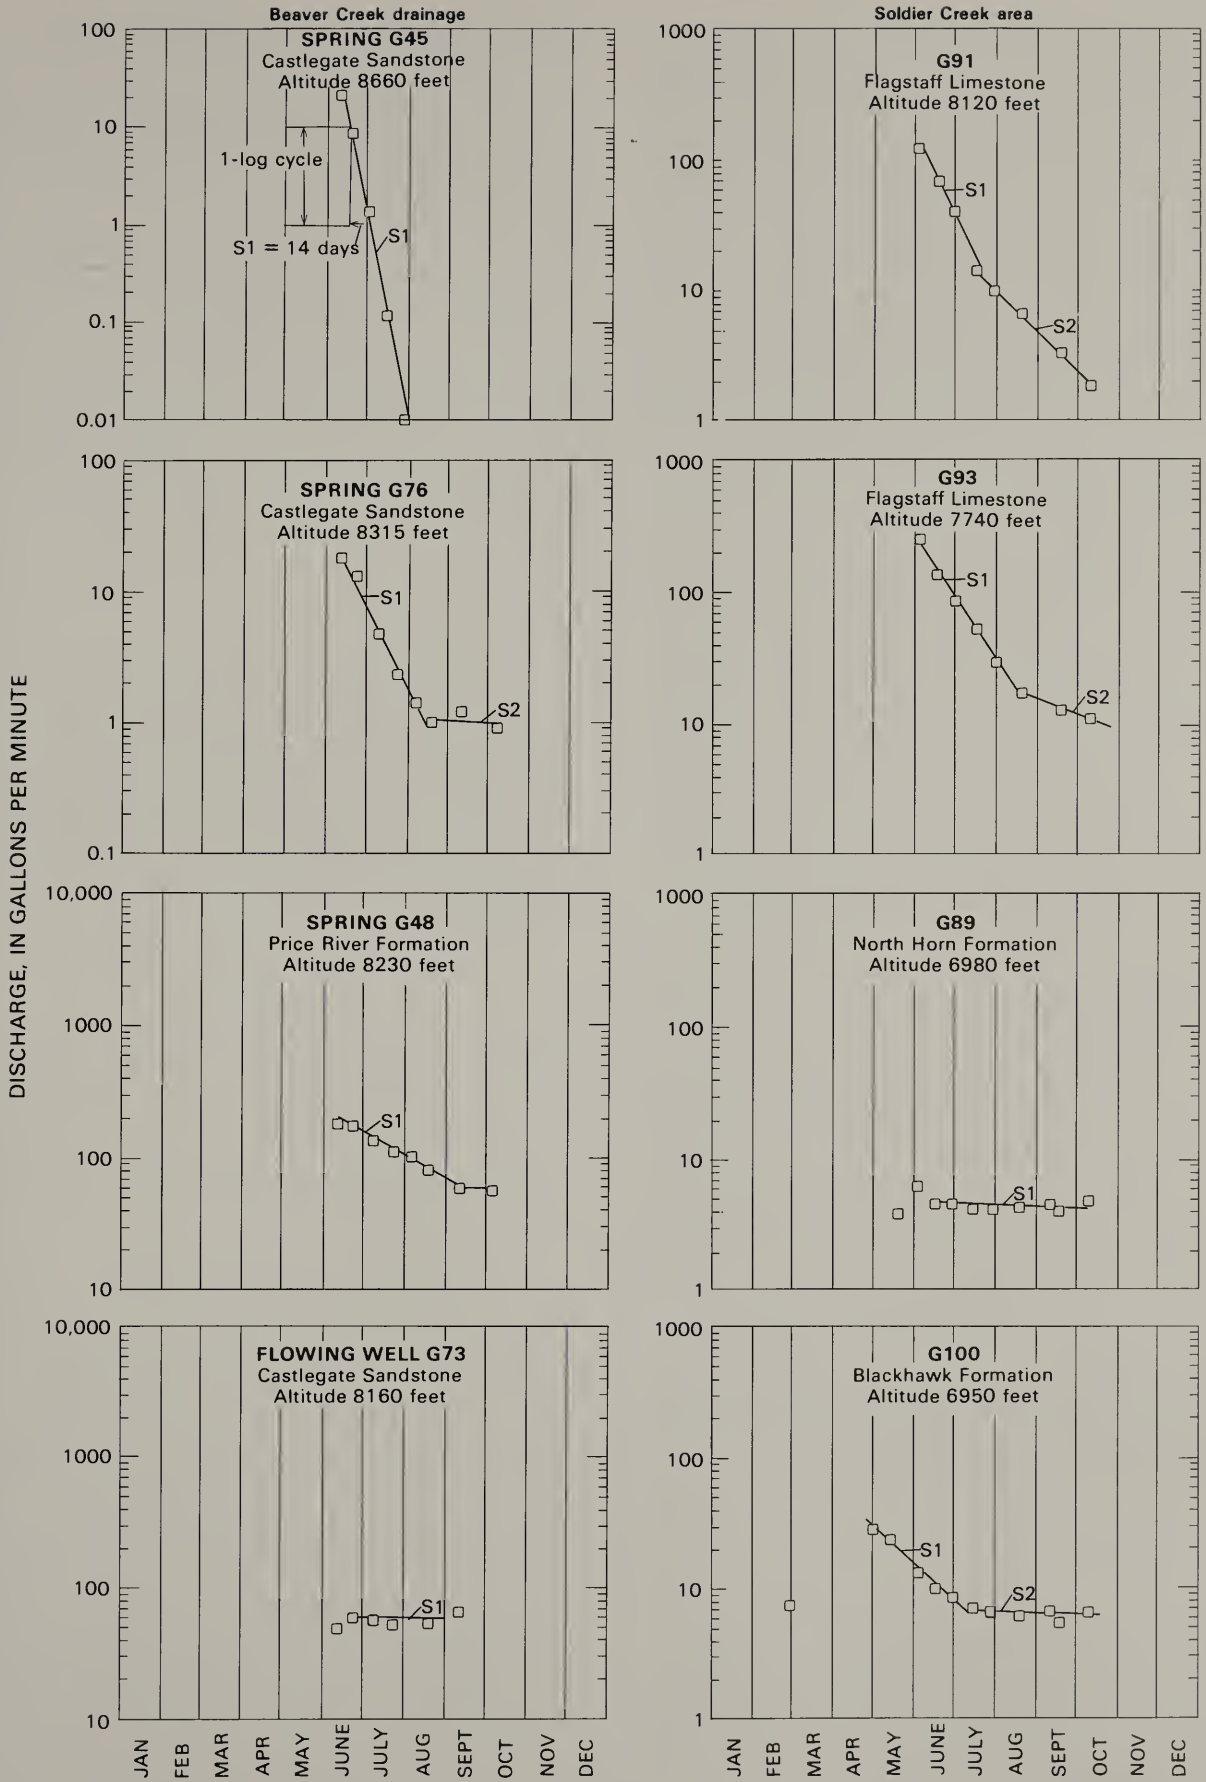 Beaver Creek drainage
SPRING G45
Castlegate Sandstone
Altitude 8660 feet
100
10
1
0.1
0.01
1-log cycle
S1 = 14 days
S1
Soldier Creek area
G91
Flagstaff Limestone
Altitude 8120 feet
1000
100
10
1
S1
S2
SPRING G76
Castlegate Sandstone
Altitude 8315 feet
100
10
1
0.1
S1
S2
G93
Flagstaff Limestone
Altitude 7740 feet
1000
100
10
1
S1
S2
DISCHARGE, IN GALLONS PER MINUTE
SPRING G48
Price River Formation
Altitude 8230 feet
10,000
1000
100
10
S1
G89
North Horn Formation
Altitude 6980 feet
1000
100
10
1
S1
FLOWING WELL G73
Castlegate Sandstone
Altitude 8160 feet
10,000
1000
100
10
S1
JAN
FEB
MAR
APR
MAY
JUNE
JULY
AUG
SEPT
OCT
NOV
DEC
G100
Blackhawk Formation
Altitude 6950 feet
1000
100
10
1
S1
S2
JAN
FEB
MAR
APR
MAY
JUNE
JULY
AUG
SEPT
OCT
NOV
DEC